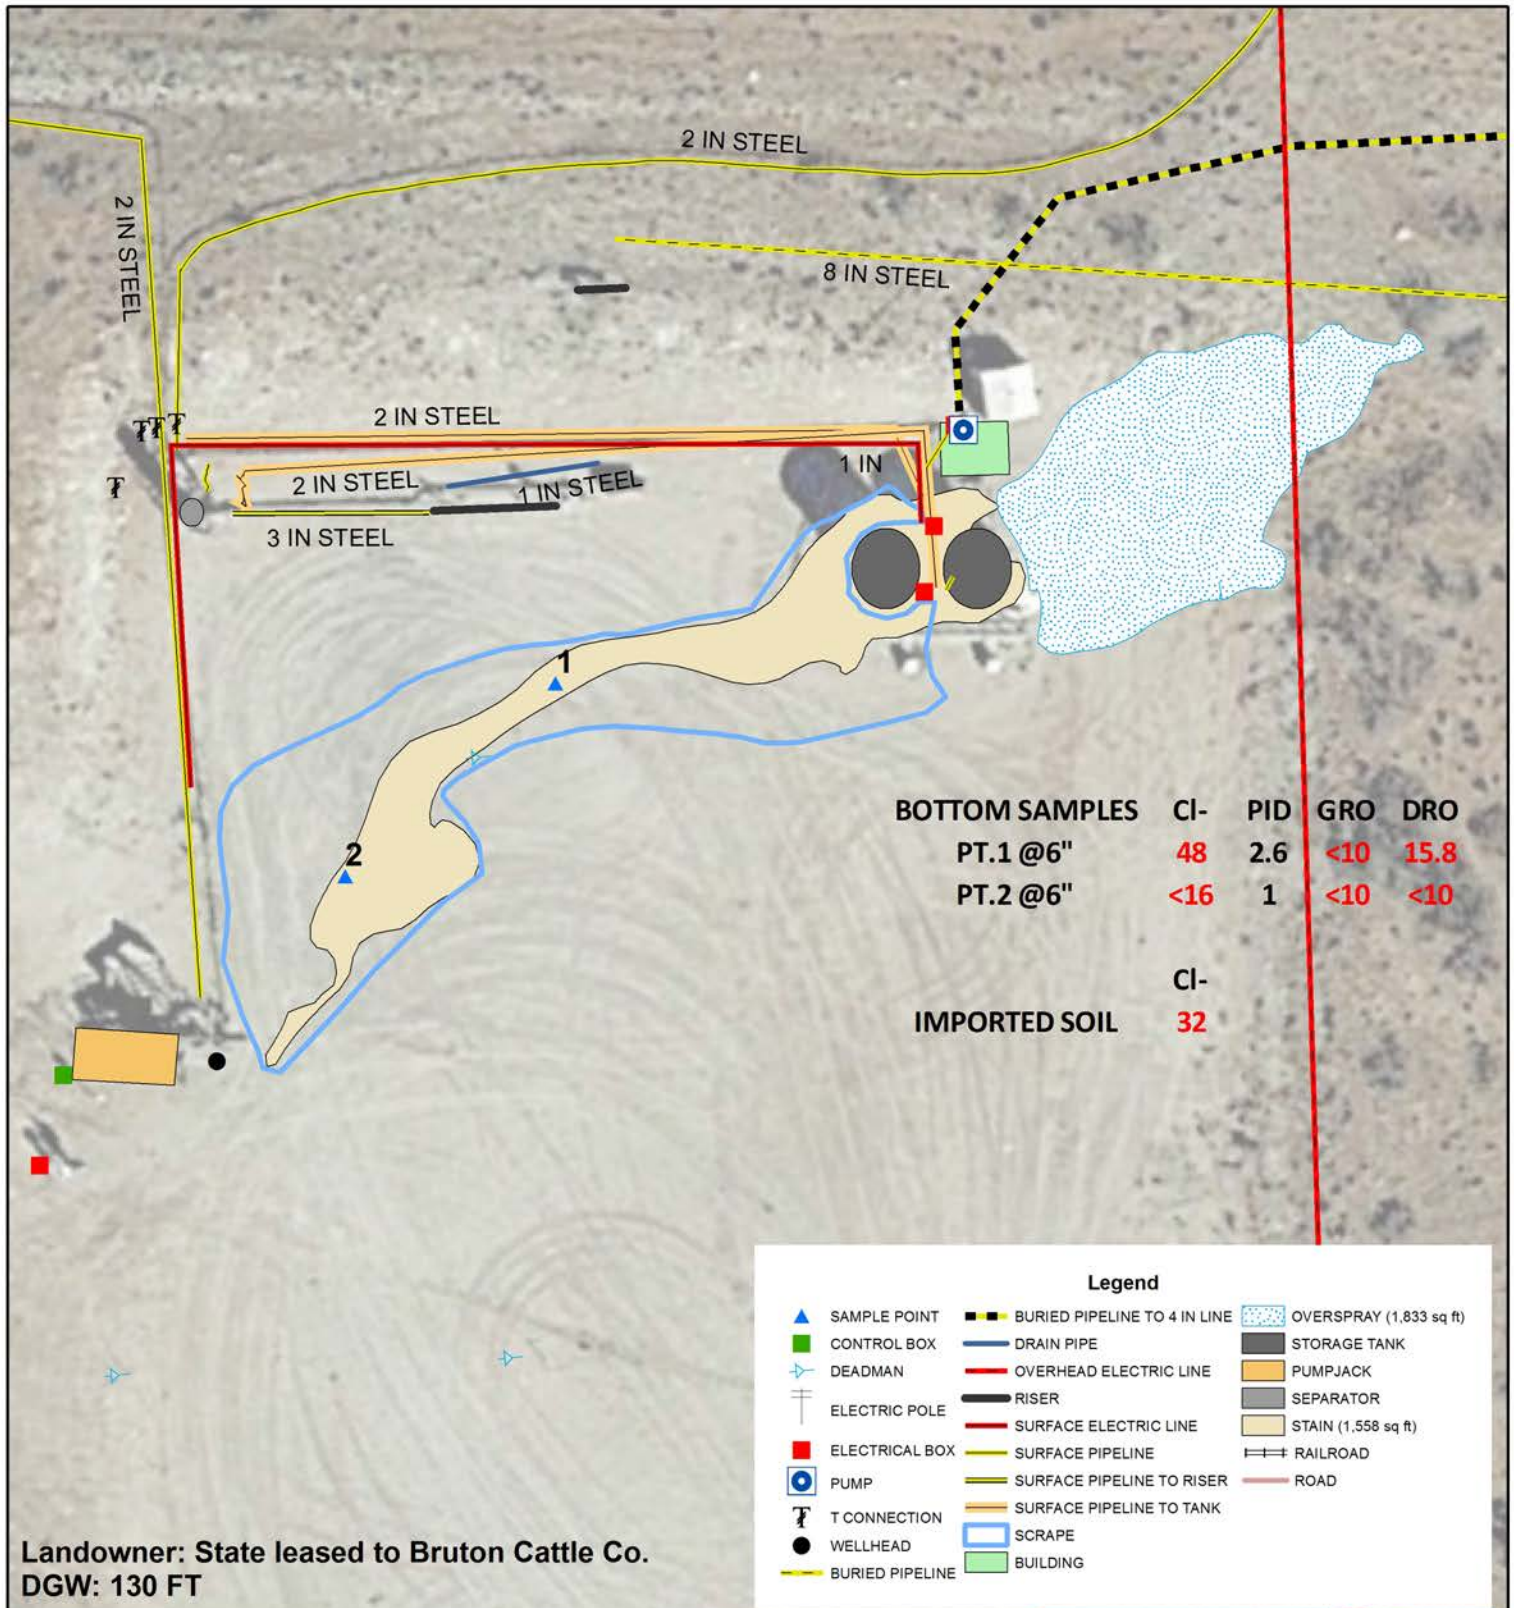 2 IN STEEL
2 IN STEEL
8 IN STEEL
2 IN STEEL
1 IN
2 IN STEEL
1 IN STEEL
3 IN STEEL
1
2
BOTTOM SAMPLES Cl- PID GRO DRO
PT.1 @6" 48 2.6 <10 15.8
PT.2 @6" <16 1 <10 <10
Cl-
IMPORTED SOIL 32
Legend
SAMPLE POINT
CONTROL BOX
DEADMAN
ELECTRIC POLE
ELECTRICAL BOX
PUMP
T CONNECTION
WELLHEAD
BURIED PIPELINE
BURIED PIPELINE TO 4 IN LINE
DRAIN PIPE
OVERHEAD ELECTRIC LINE
RISER
SURFACE ELECTRIC LINE
SURFACE PIPELINE
SURFACE PIPELINE TO RISER
SURFACE PIPELINE TO TANK
SCRAPE
BUILDING
OVERSPRAY (1,833 sq ft)
STORAGE TANK
PUMPJACK
SEPARATOR
STAIN (1,558 sq ft)
RAILROAD
ROAD
Landowner: State leased to Bruton Cattle Co.
DGW: 130 FT